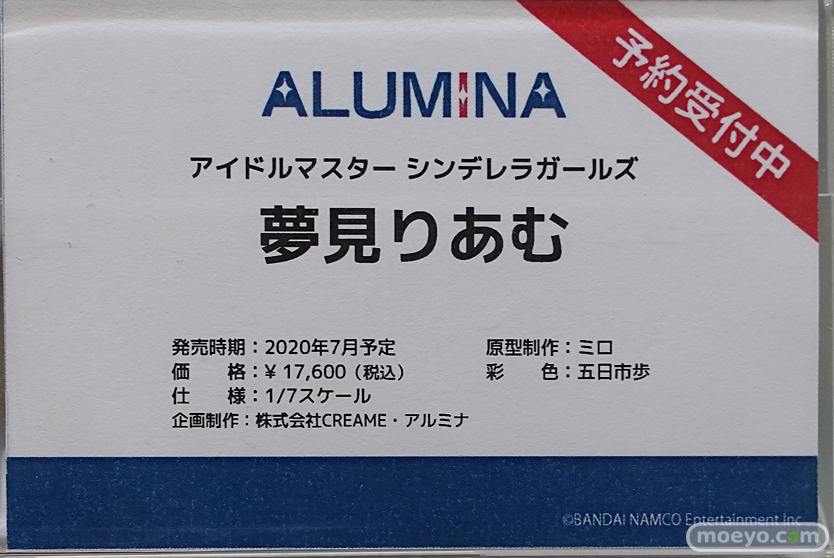 予約受付中
ALUMINA
アイドルマスター シンデレラガールズ
夢見りあむ
発売時期：2020年7月予定
価　　格：¥ 17,600（税込）
仕　　様：1/7スケール
企画制作：株式会社CREAME・アルミナ
原型制作：ミロ
彩　　色：五日市歩
©BANDAI NAMCO Entertainment Inc.
moeyo.com